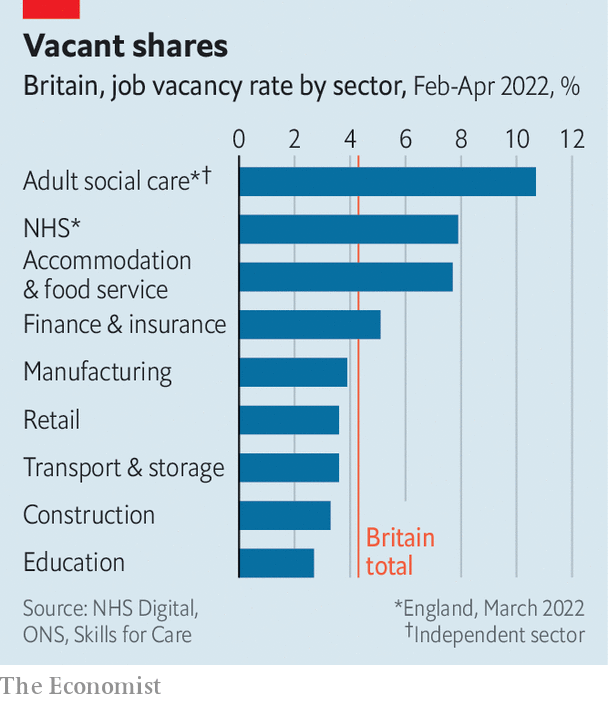 Vacant shares
Britain, job vacancy rate by sector, Feb-Apr 2022, %
0 2 4 6 8 10 12
Adult social care*†
NHS*
Accommodation
& food service
Finance & insurance
Manufacturing
Retail
Transport & storage
Construction
Education
Britain
total
Source: NHS Digital,
ONS, Skills for Care
*England, March 2022
†Independent sector
The Economist